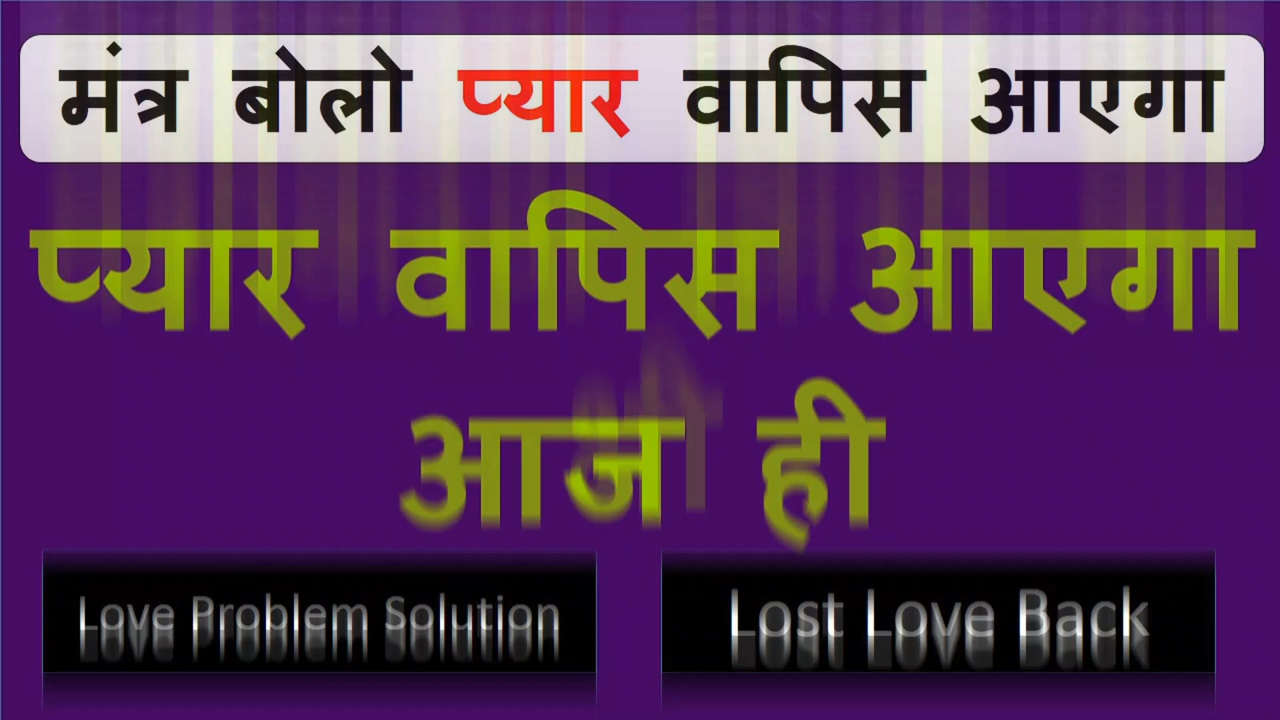 मंत्र बोलो प्यार वापिस आएगा
प्यार वापिस आएगा
आज ही
Love Problem Solution
Lost Love Back